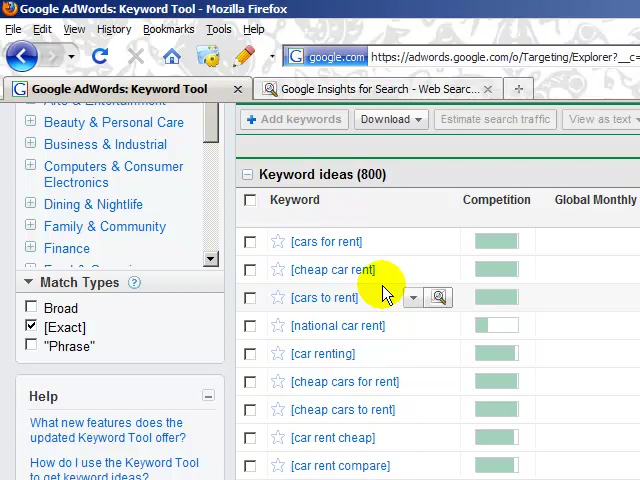 Google AdWords: Keyword Tool - Mozilla Firefox
File Edit View History Bookmarks Tools Help
google.com https://adwords.google.com/o/Targeting/Explorer?__c=
Google AdWords: Keyword Tool
Google Insights for Search - Web Searc...
Arts & Entertainment
Beauty & Personal Care
Business & Industrial
Computers & Consumer
Electronics
Dining & Nightlife
Family & Community
Finance
Match Types (?)
Broad
[Exact]
"Phrase"
Help
What new features does the
updated Keyword Tool offer?
How do I use the Keyword Tool
to get keyword ideas?
Add keywords Download Estimate search traffic View as text
Keyword ideas (800)
Keyword Competition Global Monthly
[cars for rent]
[cheap car rent]
[cars to rent]
[national car rent]
[car renting]
[cheap cars for rent]
[cheap cars to rent]
[car rent cheap]
[car rent compare]